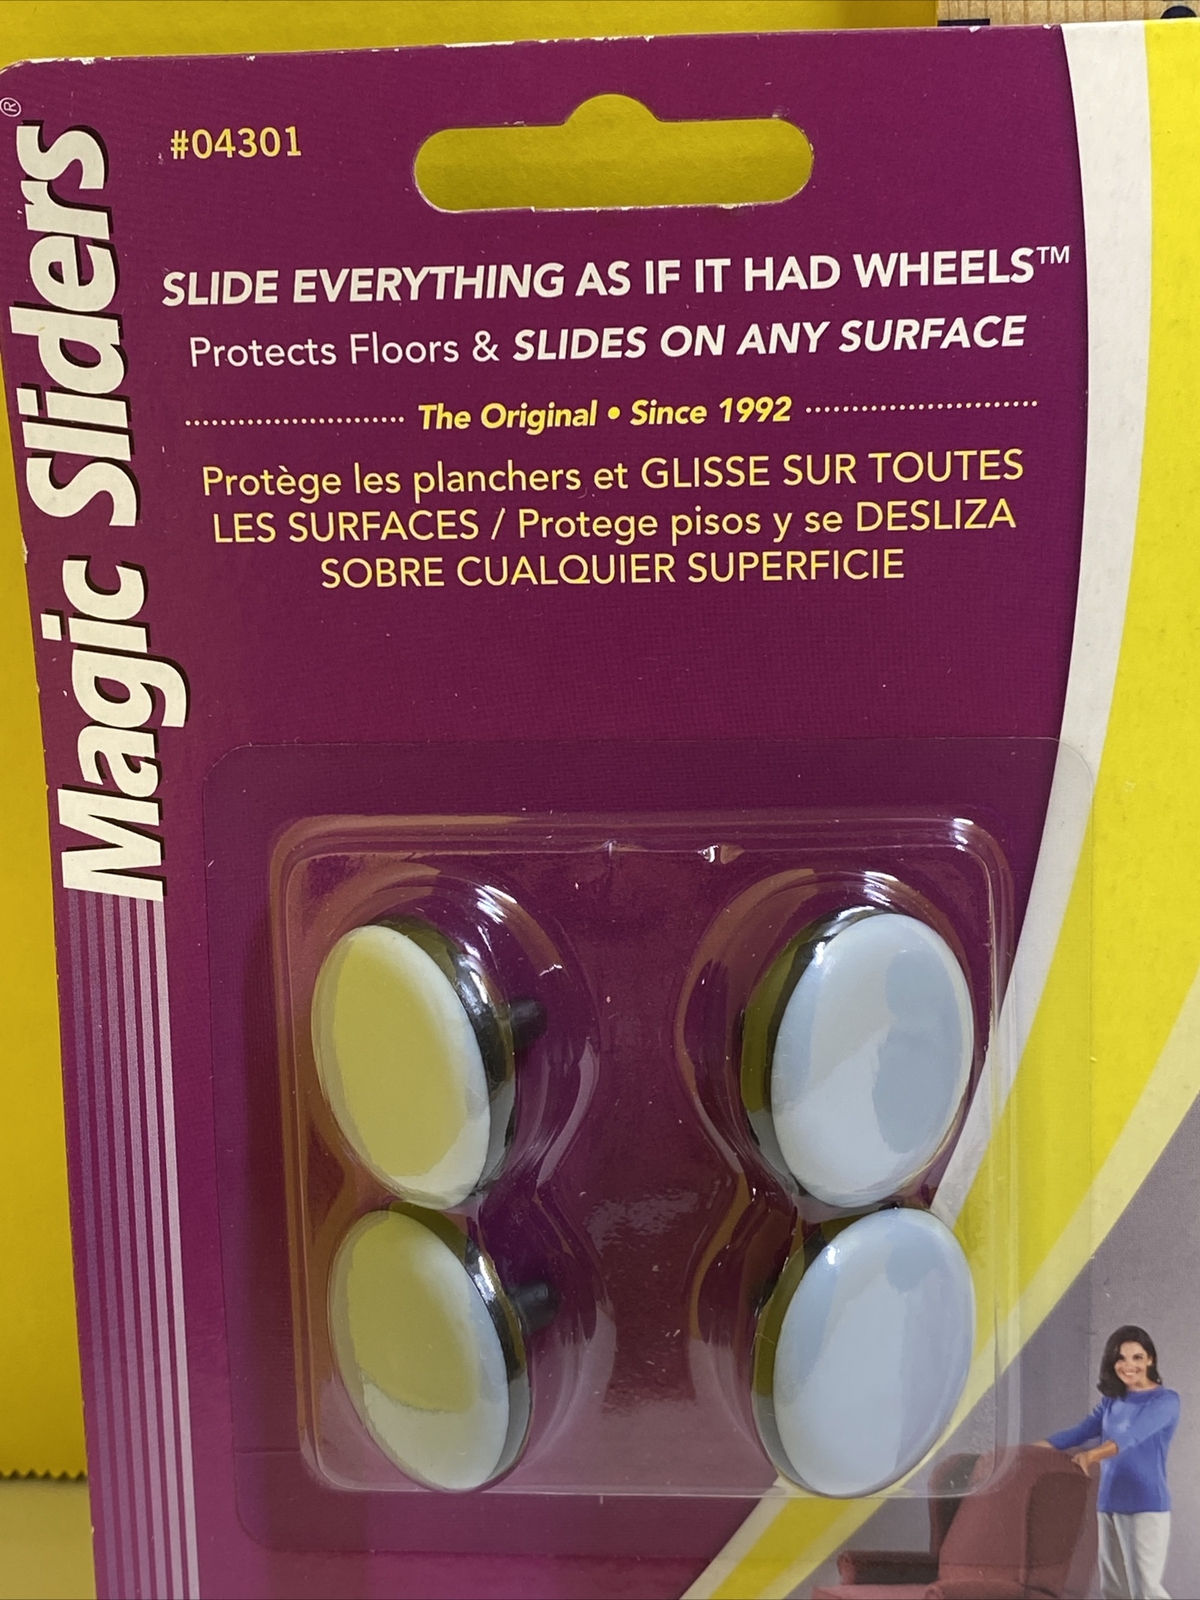 Magic Sliders®
#04301
SLIDE EVERYTHING AS IF IT HAD WHEELS™
Protects Floors & SLIDES ON ANY SURFACE
The Original • Since 1992
Protège les planchers et GLISSE SUR TOUTES
LES SURFACES / Protege pisos y se DESLIZA
SOBRE CUALQUIER SUPERFICIE